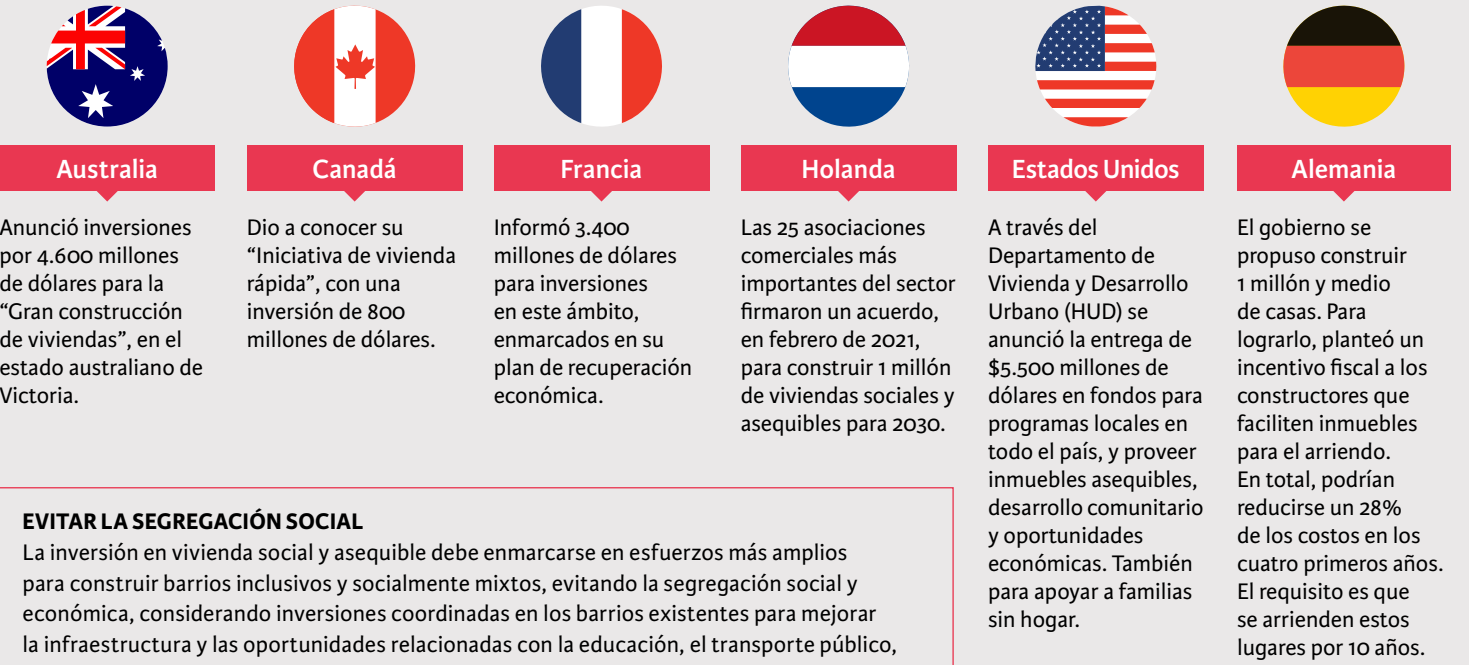 Australia
Anunció inversiones
por 4.600 millones
de dólares para la
“Gran construcción
de viviendas”, en el
estado australiano de
Victoria.
Canadá
Dio a conocer su
“Iniciativa de vivienda
rápida”, con una
inversión de 800
millones de dólares.
Francia
Informó 3.400
millones de dólares
para inversiones
en este ámbito,
enmarcados en su
plan de recuperación
económica.
Holanda
Las 25 asociaciones
comerciales más
importantes del sector
firmaron un acuerdo,
en febrero de 2021,
para construir 1 millón
de viviendas sociales y
asequibles para 2030.
Estados Unidos
A través del
Departamento de
Vivienda y Desarrollo
Urbano (HUD) se
anunció la entrega de
$5.500 millones de
dólares en fondos para
programas locales en
todo el país, y proveer
inmuebles asequibles,
desarrollo comunitario
y oportunidades
económicas. También
para apoyar a familias
sin hogar.
Alemania
El gobierno se
propuso construir
1 millón y medio
de casas. Para
lograrlo, planteó un
incentivo fiscal a los
constructores que
faciliten inmuebles
para el arriendo.
En total, podrían
reducirse un 28%
de los costos en los
cuatro primeros años.
El requisito es que
se arrienden estos
lugares por 10 años.
EVITAR LA SEGREGACIÓN SOCIAL
La inversión en vivienda social y asequible debe enmarcarse en esfuerzos más amplios
para construir barrios inclusivos y socialmente mixtos, evitando la segregación social y
económica, considerando inversiones coordinadas en los barrios existentes para mejorar
la infraestructura y las oportunidades relacionadas con la educación, el transporte público,